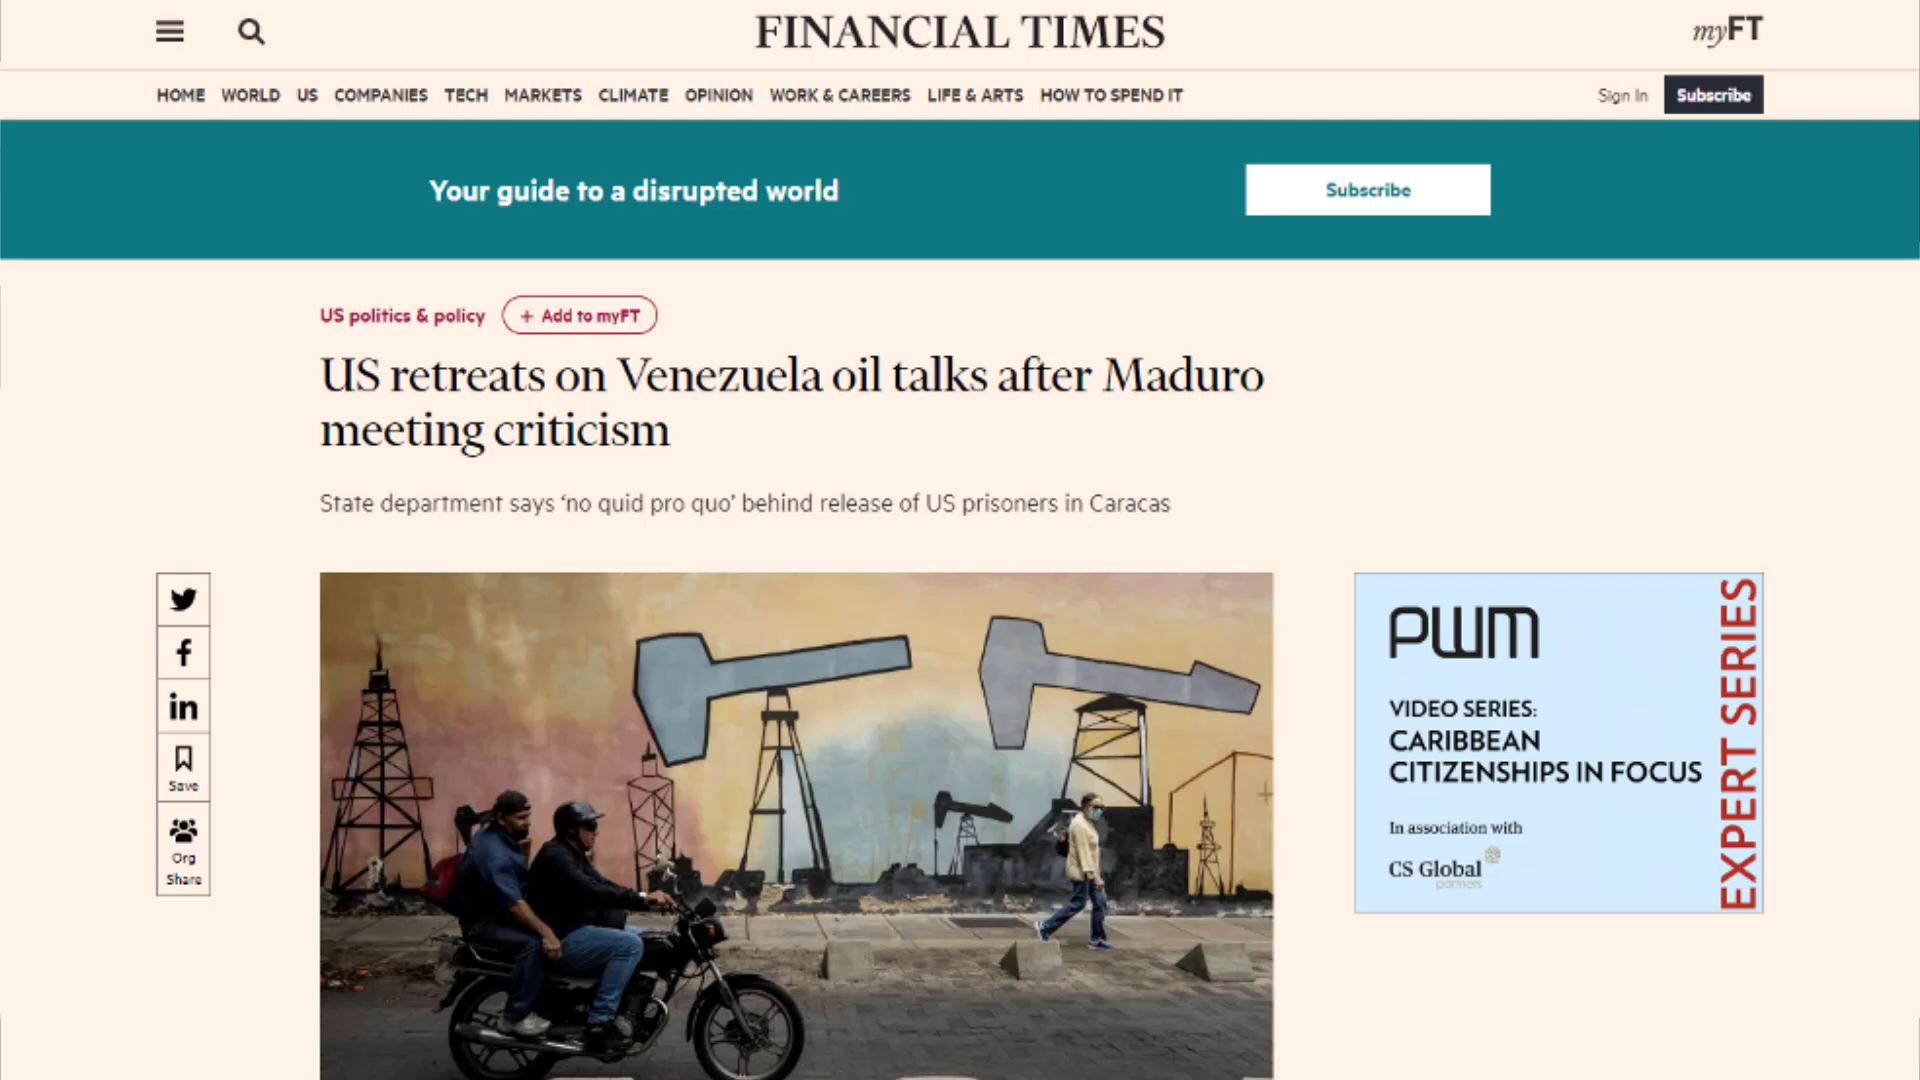 FINANCIAL TIMES
myFT
HOME WORLD US COMPANIES TECH MARKETS CLIMATE OPINION WORK & CAREERS LIFE & ARTS HOW TO SPEND IT
Sign In Subscribe
Your guide to a disrupted world
Subscribe
US politics & policy + Add to myFT
US retreats on Venezuela oil talks after Maduro
meeting criticism
State department says ‘no quid pro quo’ behind release of US prisoners in Caracas
Save
Org
Share
pwm
VIDEO SERIES:
CARIBBEAN
CITIZENSHIPS IN FOCUS
In association with
CS Global
partners
EXPERT SERIES